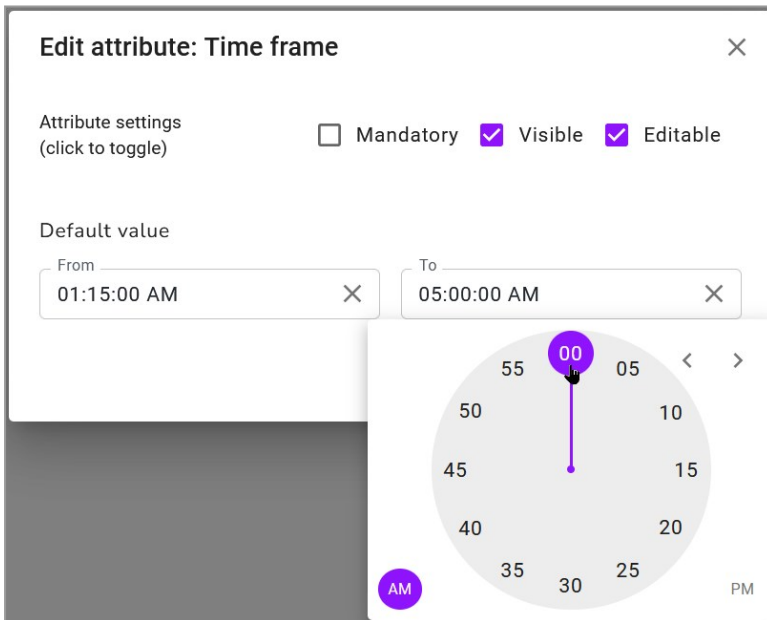 Edit attribute: Time frame
Attribute settings
(click to toggle)
Mandatory Visible Editable
Default value
From To
01:15:00 AM 05:00:00 AM
00
55 05
50 10
45 15
40 20
35 25
30
AM PM